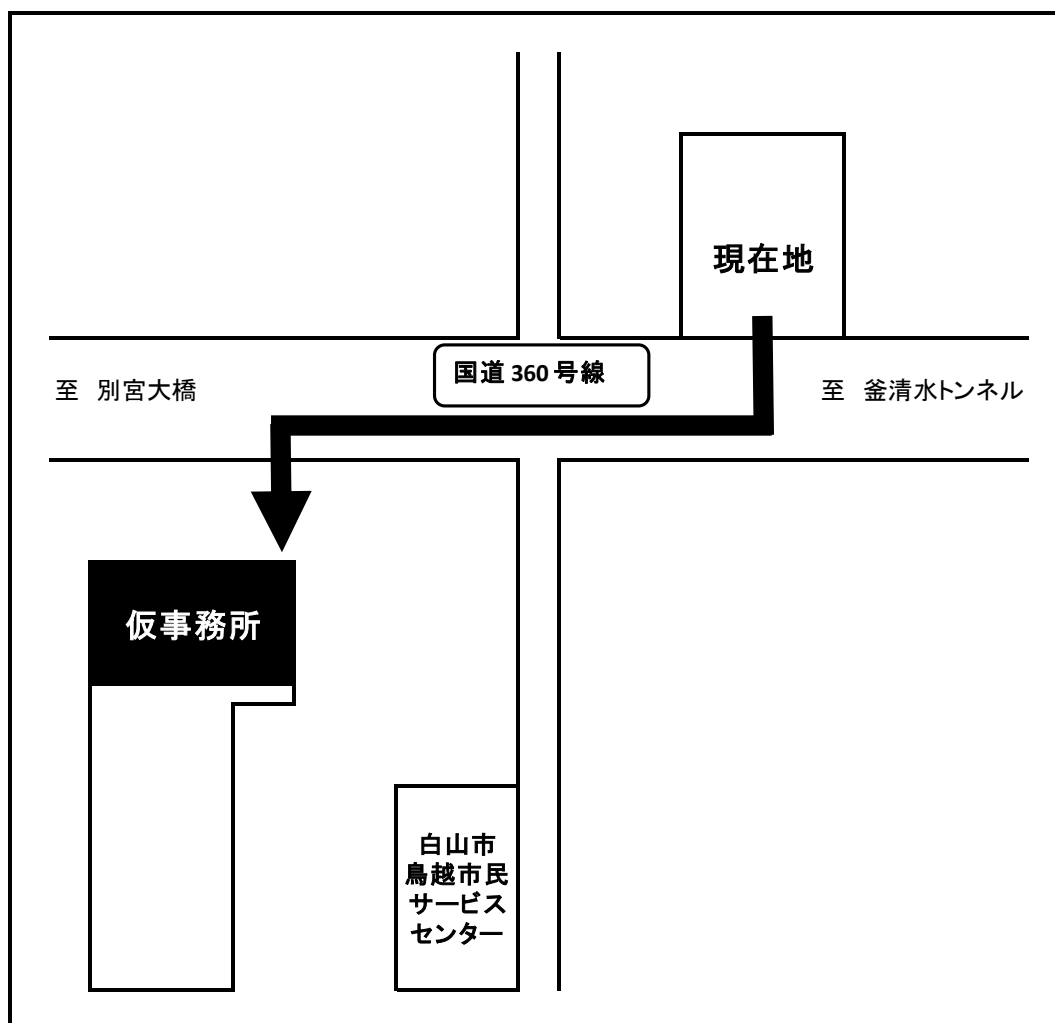 現在地
国道 360 号線
至 別宮大橋
至 釜清水トンネル
仮事務所
白山市
鳥越市民
サービス
センター